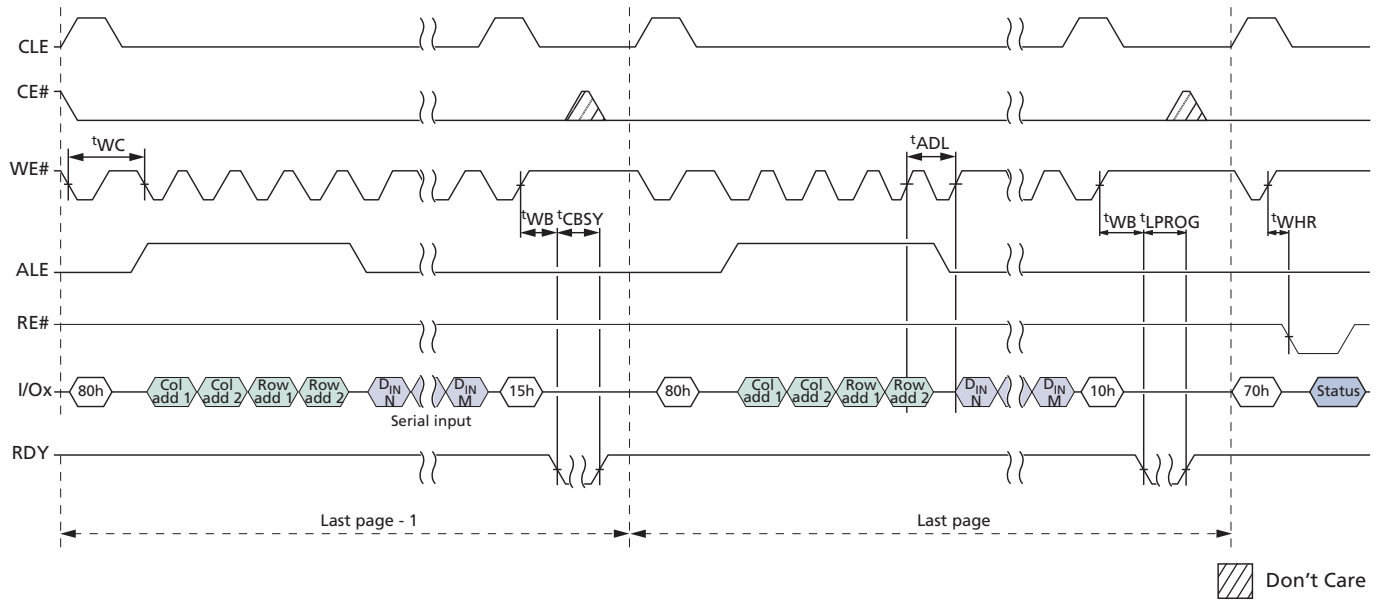 CLE
CE#
tWC
tADL
WE#
tWB tCBSY
tWB tLPROG
tWHR
ALE
RE#
I/Ox
80h
Col add 1
Col add 2
Row add 1
Row add 2
DIN N
DIN M
15h
80h
Col add 1
Col add 2
Row add 1
Row add 2
DIN N
DIN M
10h
70h
Status
Serial input
RDY
Last page - 1
Last page
Don't Care